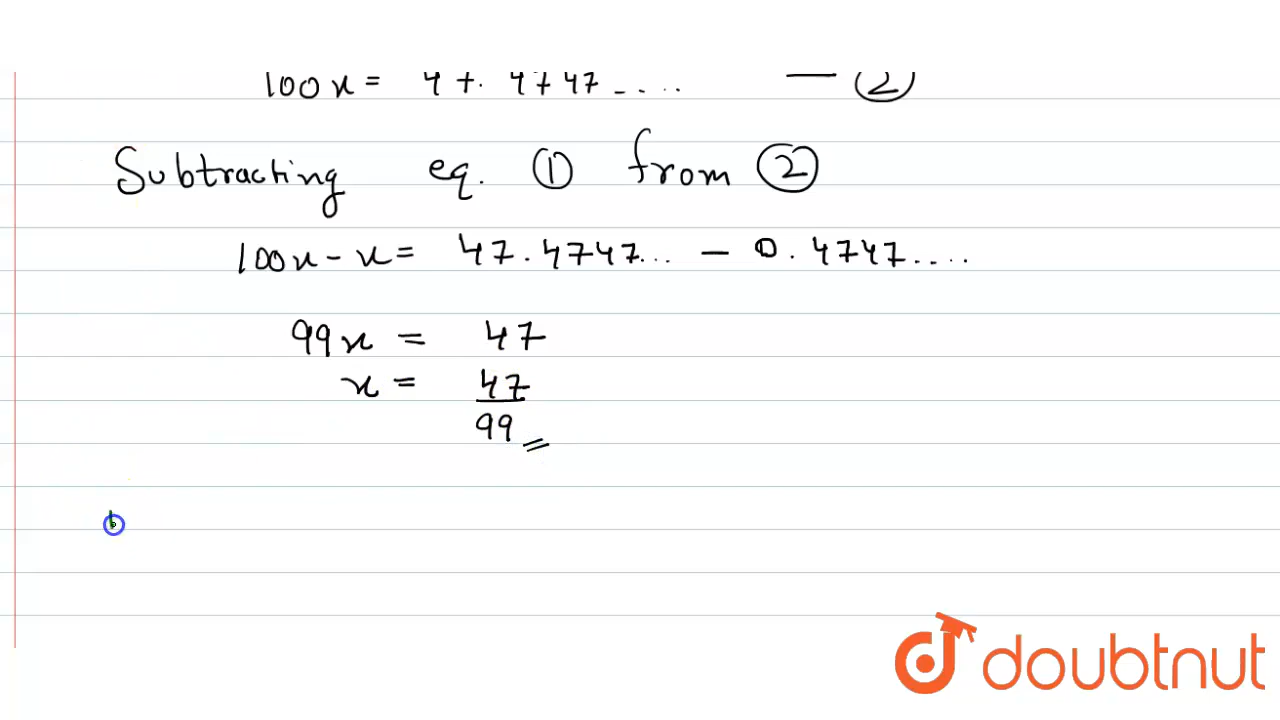 100x = 47.4747-.... — ②
Subtracting eq. ① from ②
100x - x = 47.4747... - 0.4747....
99x = 47
x = 47
99
doubtnut